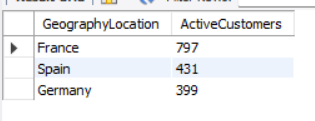 GeographyLocation ActiveCustomers
France 797
Spain 431
Germany 399